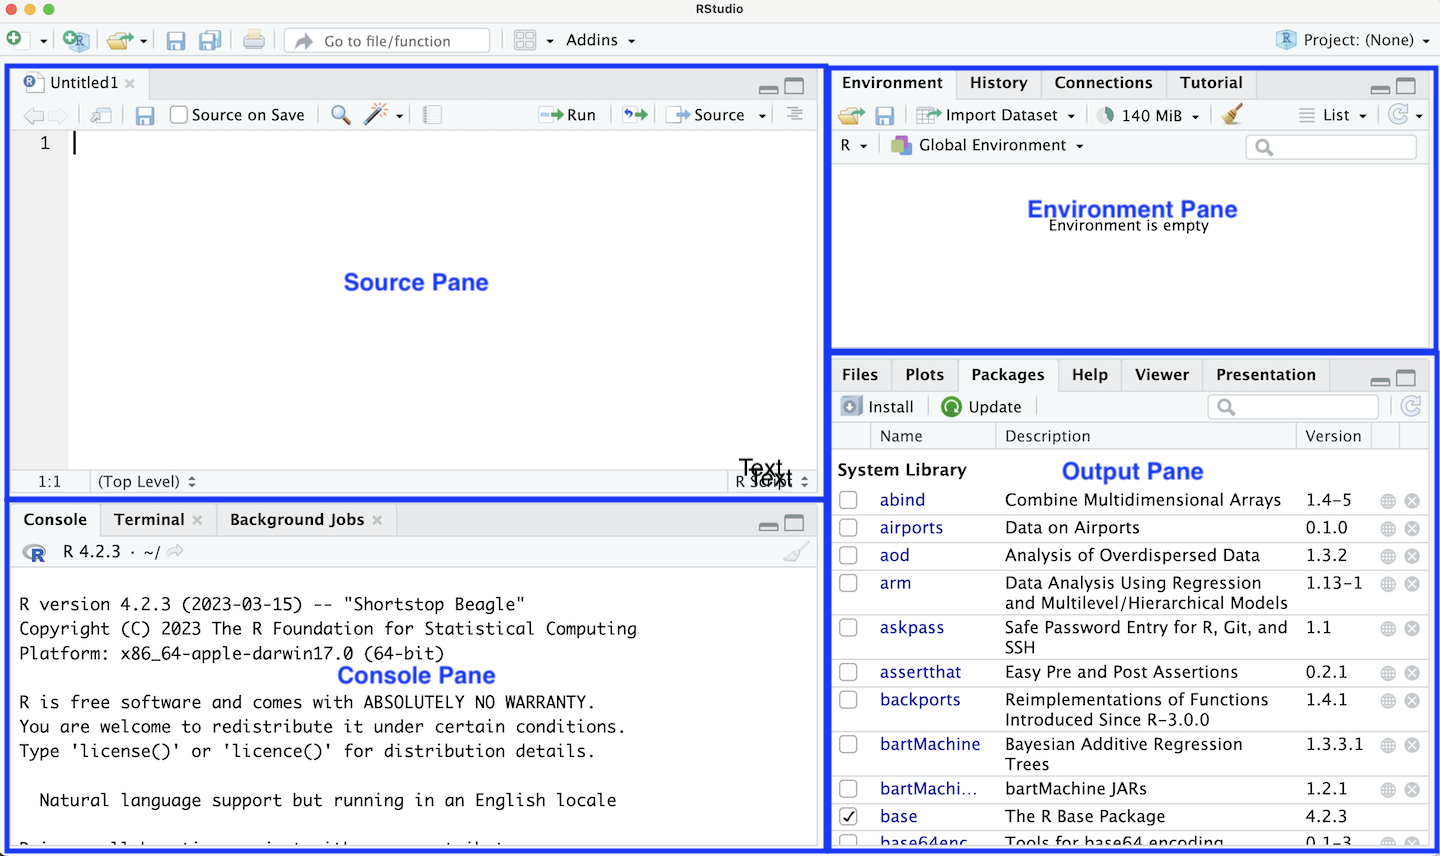 RStudio
Go to file/function
Addins
Project: (None)
Untitled1
Source on Save
Run
Source
1
Source Pane
Text
Text
1:1
(Top Level)
R Script
Console
Terminal
Background Jobs
R 4.2.3 · ~/
R version 4.2.3 (2023-03-15) -- "Shortstop Beagle"
Copyright (C) 2023 The R Foundation for Statistical Computing
Platform: x86_64-apple-darwin17.0 (64-bit)
Console Pane
R is free software and comes with ABSOLUTELY NO WARRANTY.
You are welcome to redistribute it under certain conditions.
Type 'license()' or 'licence()' for distribution details.
Natural language support but running in an English locale
Environment
History
Connections
Tutorial
Import Dataset
140 MiB
List
R
Global Environment
Environment Pane
Environment is empty
Files
Plots
Packages
Help
Viewer
Presentation
Install
Update
Name Description Version
System Library
Output Pane
abind Combine Multidimensional Arrays 1.4-5
airports Data on Airports 0.1.0
aod Analysis of Overdispersed Data 1.3.2
arm Data Analysis Using Regression 1.13-1
and Multilevel/Hierarchical Models
askpass Safe Password Entry for R, Git, and 1.1
SSH
assertthat Easy Pre and Post Assertions 0.2.1
backports Reimplementations of Functions 1.4.1
Introduced Since R-3.0.0
bartMachine Bayesian Additive Regression 1.3.3.1
Trees
bartMachi... bartMachine JARs 1.2.1
base The R Base Package 4.2.3
base64enc Tools for base64 encoding 0.1-3